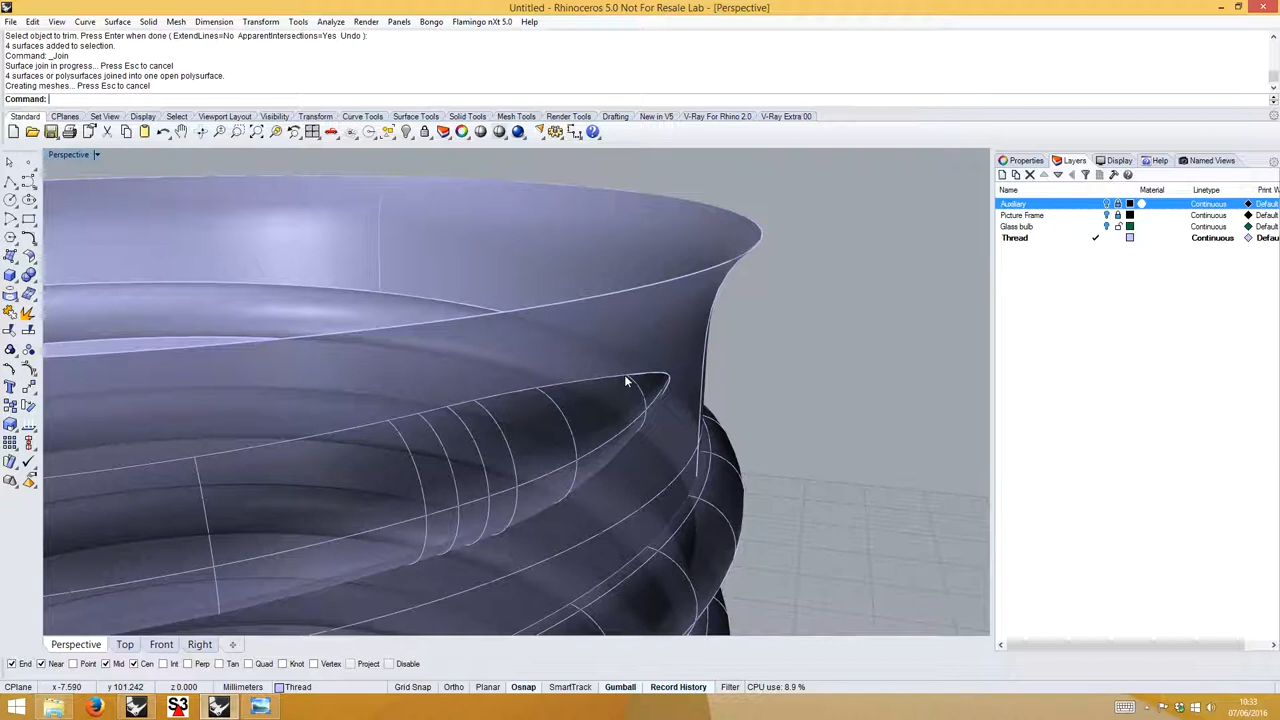 Untitled - Rhinoceros 5.0 Not For Resale Lab - [Perspective]
File Edit View Curve Surface Solid Mesh Dimension Transform Tools Analyze Render Panels Bongo Flamingo nXt 5.0 Help
Select object to trim. Press Enter when done ( ExtendLines=No ApparentIntersections=Yes Undo ):
4 surfaces added to selection.
Command: _Join
Surface join in progress... Press Esc to cancel
4 surfaces or polysurfaces joined into one open polysurface.
Creating meshes... Press Esc to cancel
Command:
Standard CPlanes Set View Display Select Viewport Layout Visibility Transform Curve Tools Surface Tools Solid Tools Mesh Tools Render Tools Drafting New in V5 V-Ray For Rhino 2.0 V-Ray Extra 00
Perspective
Properties Layers Display Help Named Views
Name Material Linetype Print W
Auxiliary Continuous Default
Picture Frame Continuous Default
Glass bulb Continuous Default
Thread Continuous Defau
Perspective Top Front Right
End Near Point Mid Cen Int Perp Tan Quad Knot Vertex Project Disable
CPlane x -7.590 y 101.242 z 0.000 Millimeters Thread Grid Snap Ortho Planar Osnap SmartTrack Gumball Record History Filter CPU use: 8.9 %
S3
10:33
07/06/2016